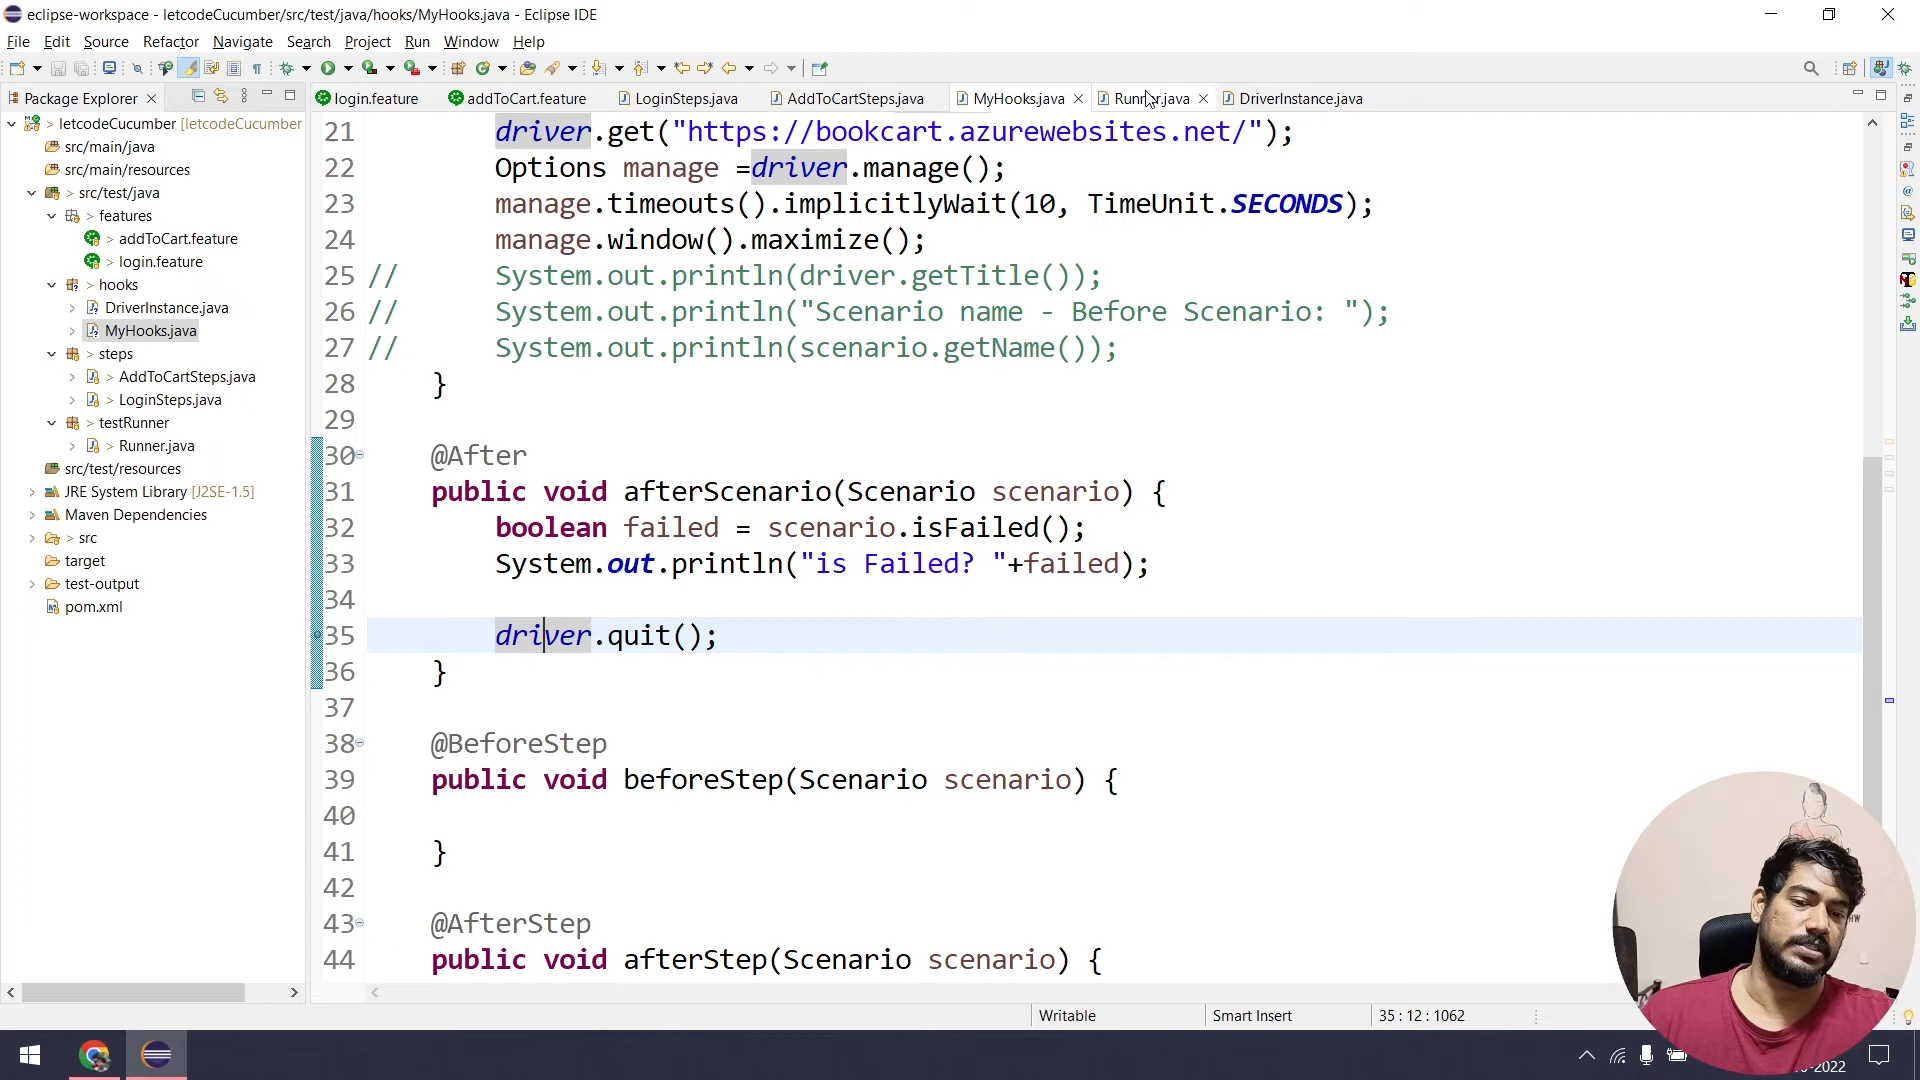 eclipse-workspace - letcodeCucumber/src/test/java/hooks/MyHooks.java - Eclipse IDE
File Edit Source Refactor Navigate Search Project Run Window Help
Package Explorer
login.feature addToCart.feature LoginSteps.java AddToCartSteps.java MyHooks.java Runner.java DriverInstance.java
> letcodeCucumber [letcodeCucumber
src/main/java
src/main/resources
> src/test/java
> features
> addToCart.feature
> login.feature
> hooks
DriverInstance.java
MyHooks.java
> steps
> AddToCartSteps.java
> LoginSteps.java
> testRunner
> Runner.java
src/test/resources
JRE System Library [J2SE-1.5]
Maven Dependencies
> src
target
test-output
pom.xml
21 driver.get("https://bookcart.azurewebsites.net/");
22 Options manage =driver.manage();
23 manage.timeouts().implicitlyWait(10, TimeUnit.SECONDS);
24 manage.window().maximize();
25 // System.out.println(driver.getTitle());
26 // System.out.println("Scenario name - Before Scenario: ");
27 // System.out.println(scenario.getName());
28 }
29
30 @After
31 public void afterScenario(Scenario scenario) {
32 boolean failed = scenario.isFailed();
33 System.out.println("is Failed? "+failed);
34
35 driver.quit();
36 }
37
38 @BeforeStep
39 public void beforeStep(Scenario scenario) {
40
41 }
42
43 @AfterStep
44 public void afterStep(Scenario scenario) {
Writable Smart Insert 35 : 12 : 1062
-2022